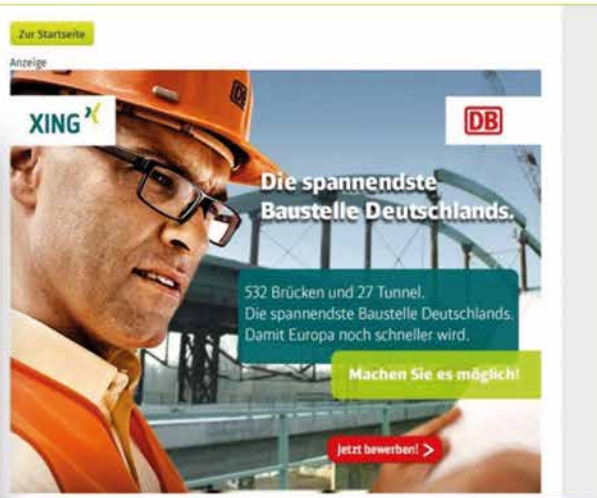 Zur Startseite
Anzeige
XING
DB
DB
Die spannendste
Baustelle Deutschlands.
532 Brücken und 27 Tunnel.
Die spannendste Baustelle Deutschlands.
Damit Europa noch schneller wird.
Machen Sie es möglich!
Jetzt bewerben!